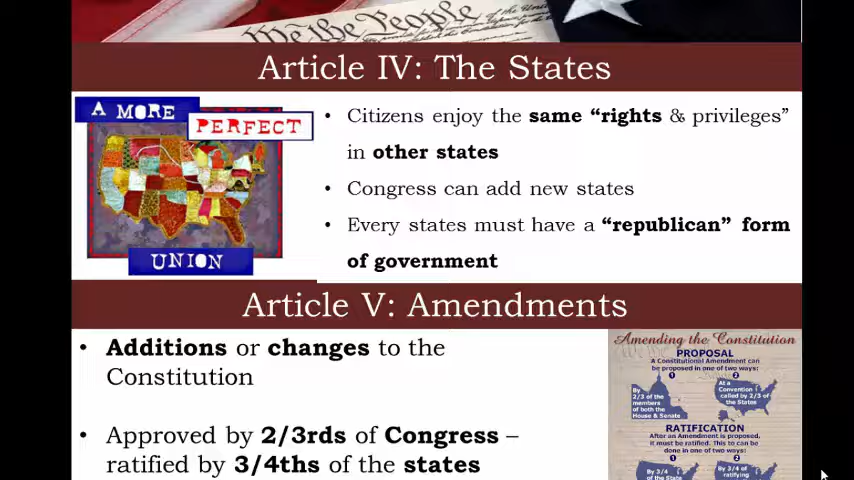 We the People
Article IV: The States
A MORE
PERFECT
UNION
• Citizens enjoy the same “rights & privileges”
in other states
• Congress can add new states
• Every states must have a “republican” form
of government
Article V: Amendments
• Additions or changes to the
Constitution
• Approved by 2/3rds of Congress –
ratified by 3/4ths of the states
Amending the Constitution
PROPOSAL
A Constitutional Amendment can
be proposed in one of two ways:
1 2
By
2/3 of the
members
of both the
House & Senate
At a
Convention
called by 2/3 of
the States
RATIFICATION
After an Amendment is proposed,
it must be ratified. This to can be
done in one of two ways:
1 2
By 3/4
By 3/4 of
ratifying